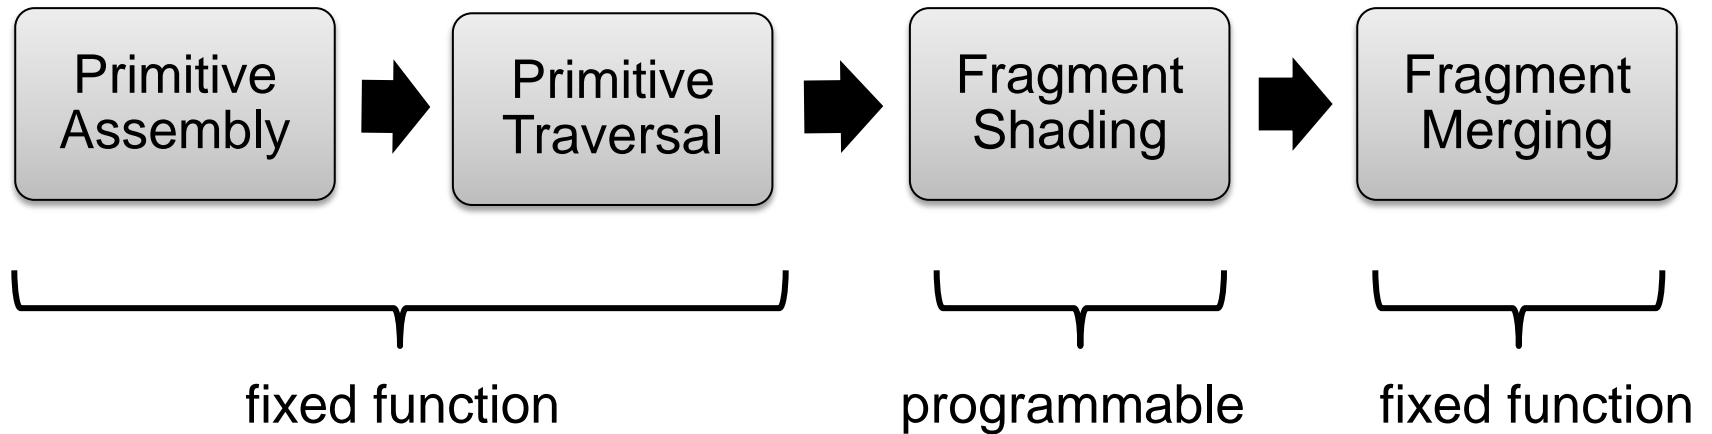 Primitive
Assembly
Primitive
Traversal
Fragment
Shading
Fragment
Merging
fixed function
programmable
fixed function